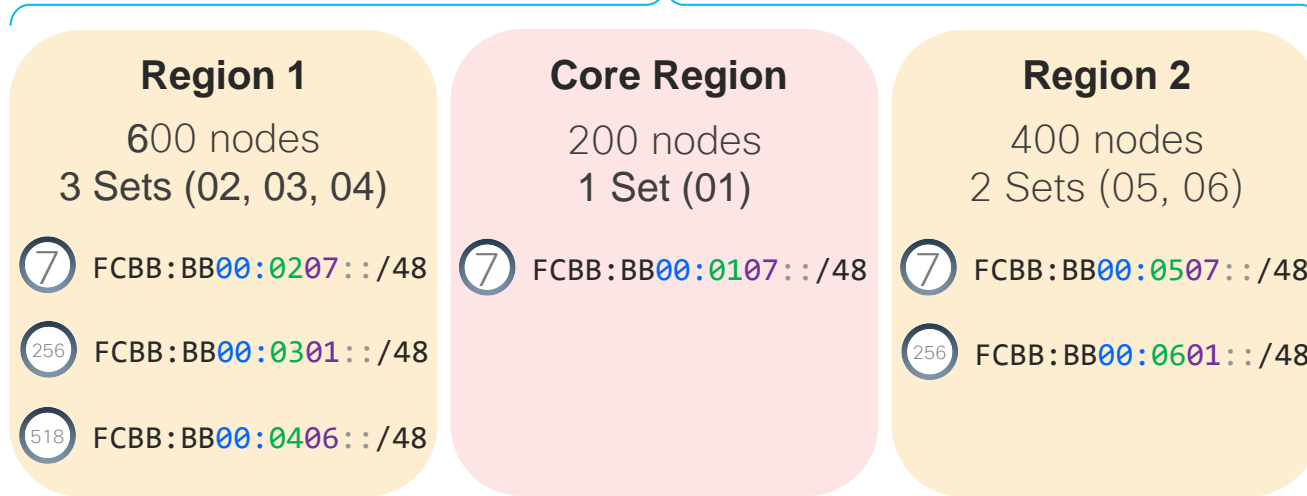 Region 1
600 nodes
3 Sets (02, 03, 04)
7 FCBB:BB00:0207::/48
256 FCBB:BB00:0301::/48
518 FCBB:BB00:0406::/48
Core Region
200 nodes
1 Set (01)
7 FCBB:BB00:0107::/48
Region 2
400 nodes
2 Sets (05, 06)
7 FCBB:BB00:0507::/48
256 FCBB:BB00:0601::/48